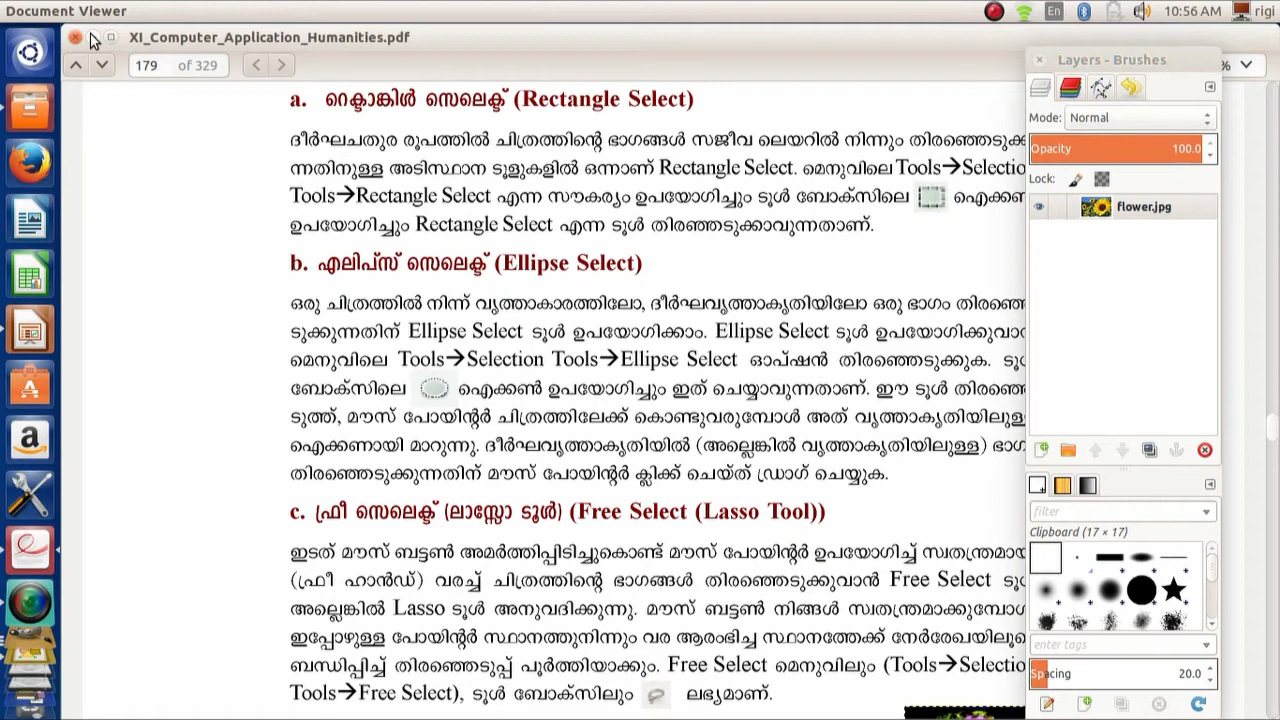 Document Viewer
En
10:56 AM
rigi
XI_Computer_Application_Humanities.pdf
179 of 329
%
Layers - Brushes
Mode: Normal
Opacity 100.0
Lock:
flower.jpg
filter
Clipboard (17 × 17)
enter tags
Spacing 20.0
a. റെക്ടാങ്കിൾ സെലക്ട് (Rectangle Select)
ദീർഘചതുര രൂപത്തിൽ ചിത്രത്തിന്റെ ഭാഗങ്ങൾ സജീവ ലെയറിൽ നിന്നും തിരഞ്ഞെടുക്ക
ന്നതിനുള്ള അടിസ്ഥാന ടൂളുകളിൽ ഒന്നാണ് Rectangle Select. മെനുവിലെ Tools→Selectio
Tools→Rectangle Select എന്ന സൗകര്യം ഉപയോഗിച്ചും ടൂൾ ബോക്സിലെ ഐക്ക
ഉപയോഗിച്ചും Rectangle Select എന്ന ടൂൾ തിരഞ്ഞടുക്കാവുന്നതാണ്.
b. എലിപ്സ് സെലക്ട് (Ellipse Select)
ഒരു ചിത്രത്തിൽ നിന്ന് വൃത്താകാരത്തിലോ, ദീർഘവൃത്താകൃതിയിലോ ഒരു ഭാഗം തിരഞ്ഞെ
ടുക്കുന്നതിന് Ellipse Select ടൂൾ ഉപയോഗിക്കാം. Ellipse Select ടൂൾ ഉപയോഗിക്കുവാ
മെനുവിലെ Tools→Selection Tools→Ellipse Select ഓപ്ഷൻ തിരഞ്ഞെടുക്കുക. ടൂ
ബോക്സിലെ ഐക്കൺ ഉപയോഗിച്ചും ഇത് ചെയ്യാവുന്നതാണ്. ഈ ടൂൾ തിരഞ്ഞെ
ടുത്ത്, മൗസ് പോയിന്റർ ചിത്രത്തിലേക്ക് കൊണ്ടുവരുമ്പോൾ അത് വൃത്താകൃതിയിലുള്ള
ഐക്കണായി മാറുന്നു. ദീർഘവൃത്താകൃതിയിൽ (അല്ലെങ്കിൽ വൃത്താകൃതിയിലുള്ള) ഭാഗ
തിരഞ്ഞെടുക്കുന്നതിന് മൗസ് പോയിന്റർ ക്ലിക്ക് ചെയ്ത് ഡ്രാഗ് ചെയ്യുക.
c. ഫ്രീ സെലക്ട് (ലാസ്സോ ടൂൾ) (Free Select (Lasso Tool))
ഇടത് മൗസ് ബട്ടൺ അമർത്തിപ്പിടിച്ചുകൊണ്ട് മൗസ് പോയിന്റർ ഉപയോഗിച്ച് സ്വതന്ത്രമായ
(ഫ്രീ ഹാൻഡ്) വരച്ച് ചിത്രത്തിന്റെ ഭാഗങ്ങൾ തിരഞ്ഞെടുക്കുവാൻ Free Select ടൂ
അല്ലെങ്കിൽ Lasso ടൂൾ അനുവദിക്കുന്നു. മൗസ് ബട്ടൺ നിങ്ങൾ സ്വതന്ത്രമാക്കുമ്പോ
ഇപ്പോഴുള്ള പോയിന്റർ സ്ഥാനത്തുനിന്നും വര ആരംഭിച്ച സ്ഥാനത്തേക്ക് നേർരേഖയിലൂ
ബന്ധിപ്പിച്ച് തിരഞ്ഞെടുപ്പ് പൂർത്തിയാക്കും. Free Select മെനുവിലും (Tools→Selectio
Tools→Free Select), ടൂൾ ബോക്സിലും ലഭ്യമാണ്.